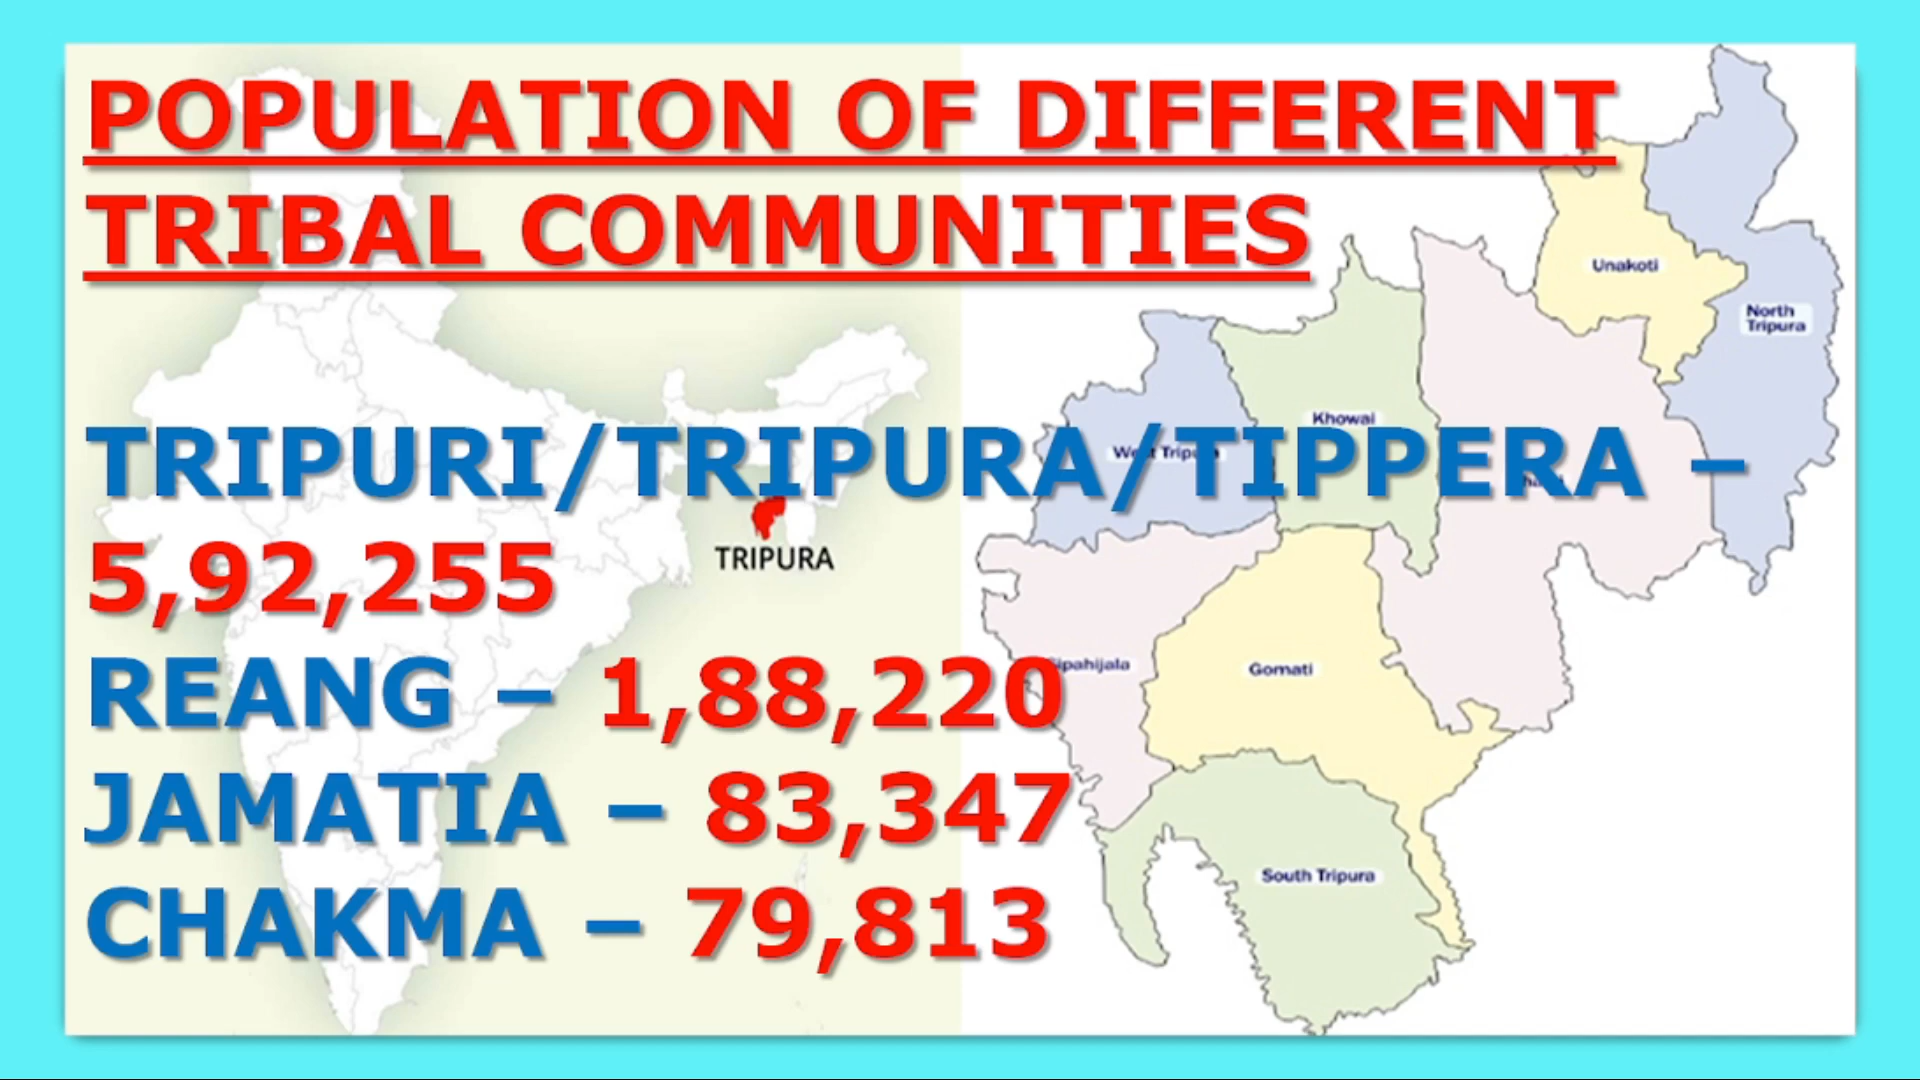 POPULATION OF DIFFERENT
TRIBAL COMMUNITIES
TRIPURI/TRIPURA/TIPPERA –
5,92,255
REANG – 1,88,220
JAMATIA – 83,347
CHAKMA – 79,813
TRIPURA
Unakoti
North
Tripura
Khowai
Gomati
South Tripura